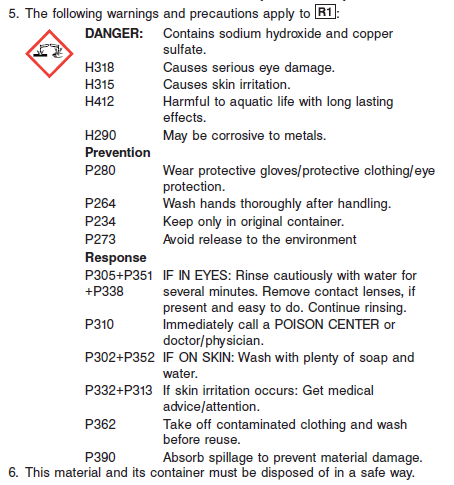 5. The following warnings and precautions apply to R1:
DANGER: Contains sodium hydroxide and copper
sulfate.
H318 Causes serious eye damage.
H315 Causes skin irritation.
H412 Harmful to aquatic life with long lasting
effects.
H290 May be corrosive to metals.
Prevention
P280 Wear protective gloves/protective clothing/eye
protection.
P264 Wash hands thoroughly after handling.
P234 Keep only in original container.
P273 Avoid release to the environment
Response
P305+P351 IF IN EYES: Rinse cautiously with water for
+P338 several minutes. Remove contact lenses, if
present and easy to do. Continue rinsing.
P310 Immediately call a POISON CENTER or
doctor/physician.
P302+P352 IF ON SKIN: Wash with plenty of soap and
water.
P332+P313 If skin irritation occurs: Get medical
advice/attention.
P362 Take off contaminated clothing and wash
before reuse.
P390 Absorb spillage to prevent material damage.
6. This material and its container must be disposed of in a safe way.